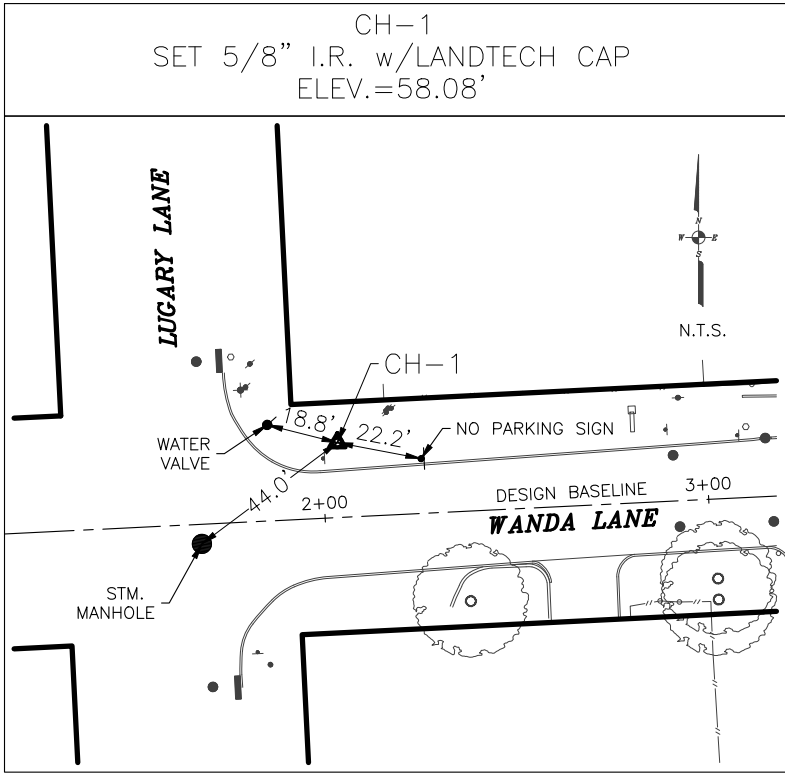 CH-1
SET 5/8" I.R. w/LANDTECH CAP
ELEV.=58.08'
LUGARY LANE
N
W E
S
N.T.S.
CH-1
18.8'
22.2'
NO PARKING SIGN
WATER
VALVE
44.0'
2+00
DESIGN BASELINE
3+00
WANDA LANE
STM.
MANHOLE